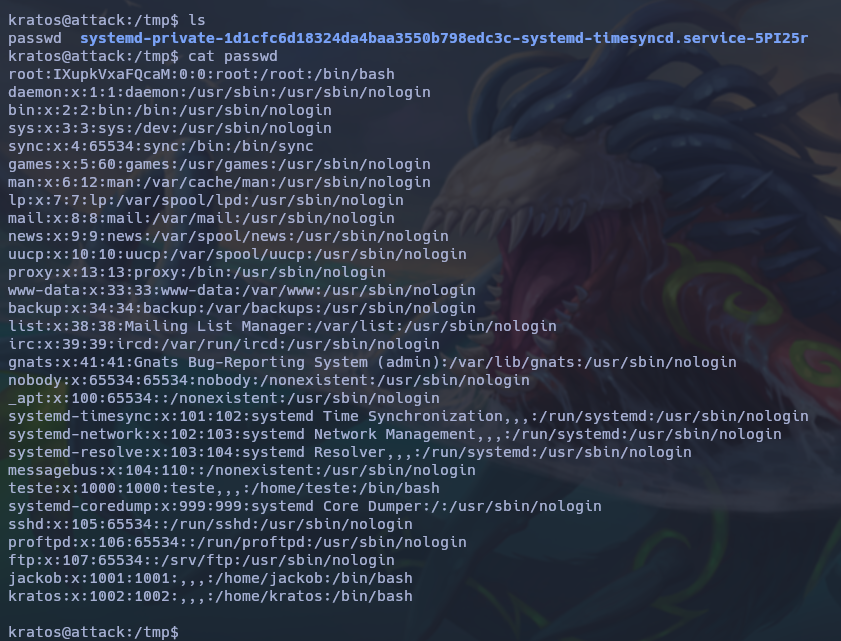 kratos@attack:/tmp$ ls
passwd  systemd-private-1d1cfc6d18324da4baa3550b798edc3c-systemd-timesyncd.service-5PI25r
kratos@attack:/tmp$ cat passwd
root:IXupkVxaFQcaM:0:0:root:/root:/bin/bash
daemon:x:1:1:daemon:/usr/sbin:/usr/sbin/nologin
bin:x:2:2:bin:/bin:/usr/sbin/nologin
sys:x:3:3:sys:/dev:/usr/sbin/nologin
sync:x:4:65534:sync:/bin:/bin/sync
games:x:5:60:games:/usr/games:/usr/sbin/nologin
man:x:6:12:man:/var/cache/man:/usr/sbin/nologin
lp:x:7:7:lp:/var/spool/lpd:/usr/sbin/nologin
mail:x:8:8:mail:/var/mail:/usr/sbin/nologin
news:x:9:9:news:/var/spool/news:/usr/sbin/nologin
uucp:x:10:10:uucp:/var/spool/uucp:/usr/sbin/nologin
proxy:x:13:13:proxy:/bin:/usr/sbin/nologin
www-data:x:33:33:www-data:/var/www:/usr/sbin/nologin
backup:x:34:34:backup:/var/backups:/usr/sbin/nologin
list:x:38:38:Mailing List Manager:/var/list:/usr/sbin/nologin
irc:x:39:39:ircd:/var/run/ircd:/usr/sbin/nologin
gnats:x:41:41:Gnats Bug-Reporting System (admin):/var/lib/gnats:/usr/sbin/nologin
nobody:x:65534:65534:nobody:/nonexistent:/usr/sbin/nologin
_apt:x:100:65534::/nonexistent:/usr/sbin/nologin
systemd-timesync:x:101:102:systemd Time Synchronization,,,:/run/systemd:/usr/sbin/nologin
systemd-network:x:102:103:systemd Network Management,,,:/run/systemd:/usr/sbin/nologin
systemd-resolve:x:103:104:systemd Resolver,,,:/run/systemd:/usr/sbin/nologin
messagebus:x:104:110::/nonexistent:/usr/sbin/nologin
teste:x:1000:1000:teste,,,:/home/teste:/bin/bash
systemd-coredump:x:999:999:systemd Core Dumper:/:/usr/sbin/nologin
sshd:x:105:65534::/run/sshd:/usr/sbin/nologin
proftpd:x:106:65534::/run/proftpd:/usr/sbin/nologin
ftp:x:107:65534::/srv/ftp:/usr/sbin/nologin
jackob:x:1001:1001:,,,:/home/jackob:/bin/bash
kratos:x:1002:1002:,,,:/home/kratos:/bin/bash
kratos@attack:/tmp$